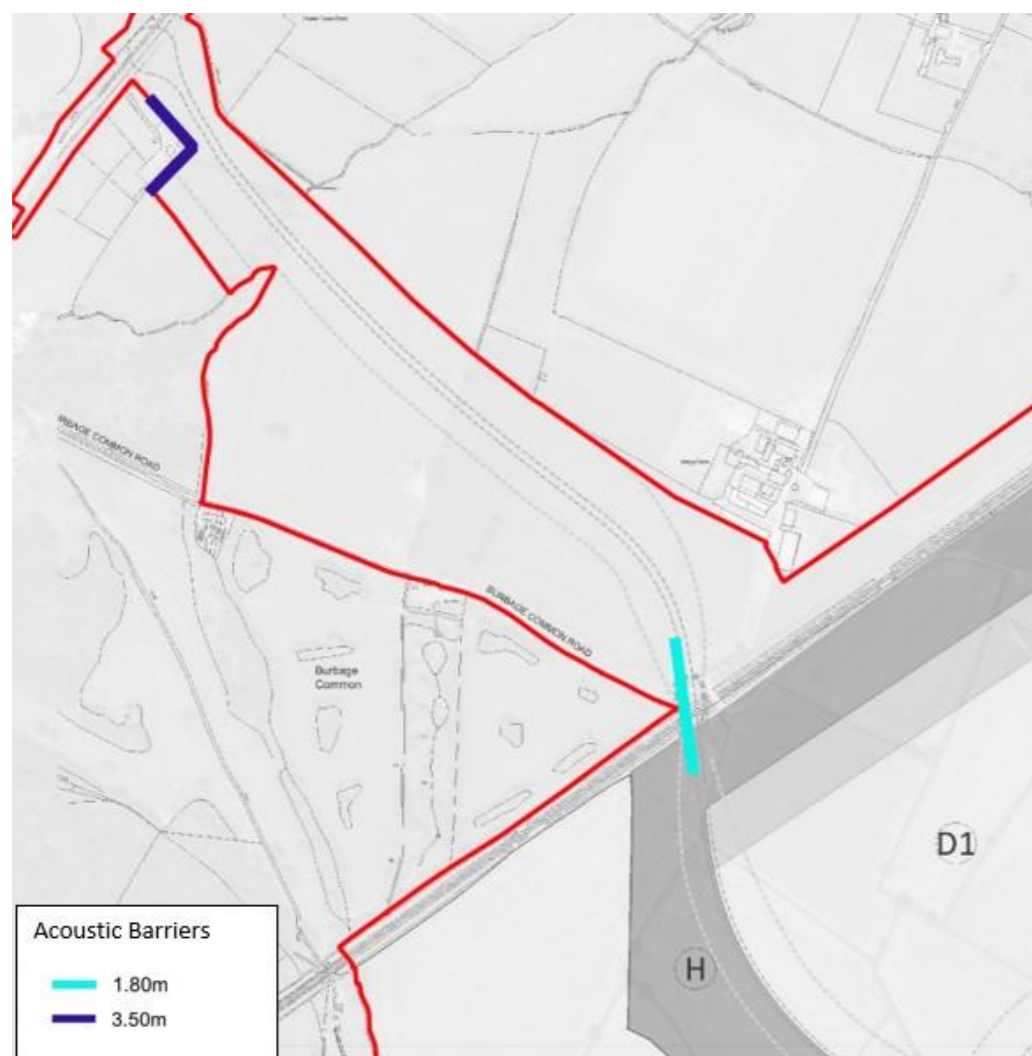 BURBAGE COMMON ROAD
Burbage
Common
D1
H
Acoustic Barriers
1.80m
3.50m